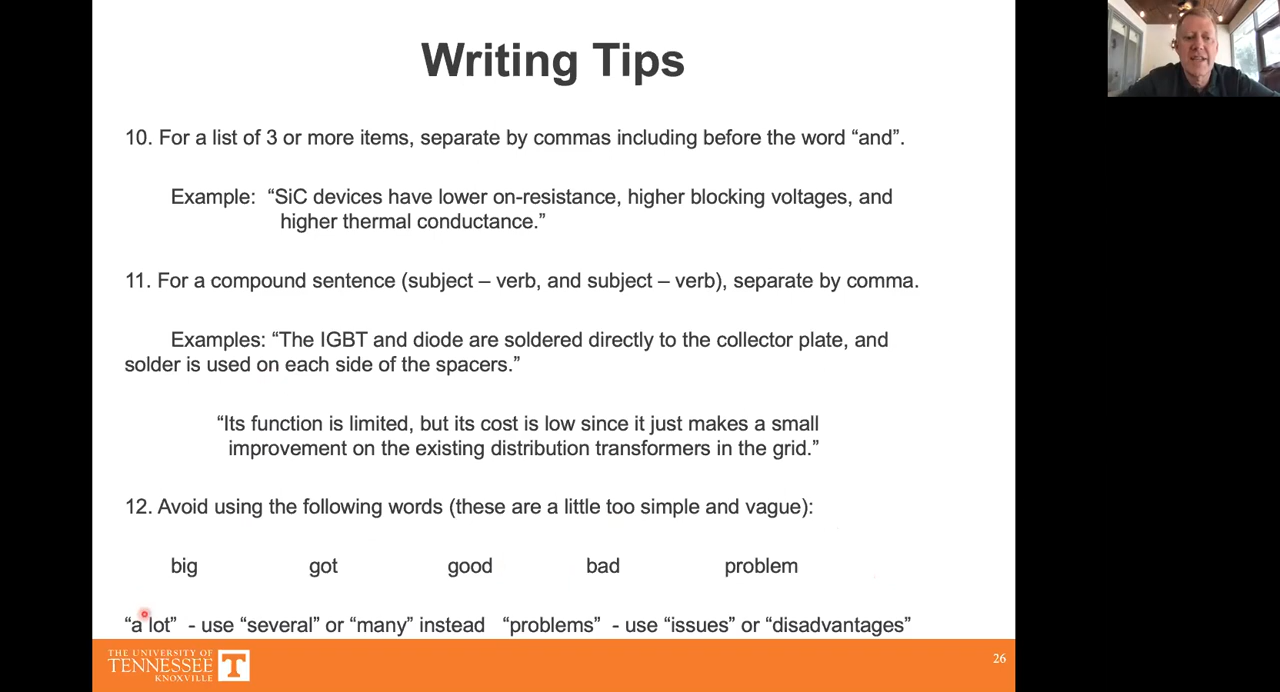 Writing Tips
10. For a list of 3 or more items, separate by commas including before the word “and”.
Example: “SiC devices have lower on-resistance, higher blocking voltages, and
higher thermal conductance.”
11. For a compound sentence (subject – verb, and subject – verb), separate by comma.
Examples: “The IGBT and diode are soldered directly to the collector plate, and
solder is used on each side of the spacers.”
“Its function is limited, but its cost is low since it just makes a small
improvement on the existing distribution transformers in the grid.”
12. Avoid using the following words (these are a little too simple and vague):
big got good bad problem
“a lot” - use “several” or “many” instead “problems” - use “issues” or “disadvantages”
THE UNIVERSITY OF
TENNESSEE
KNOXVILLE
T
26